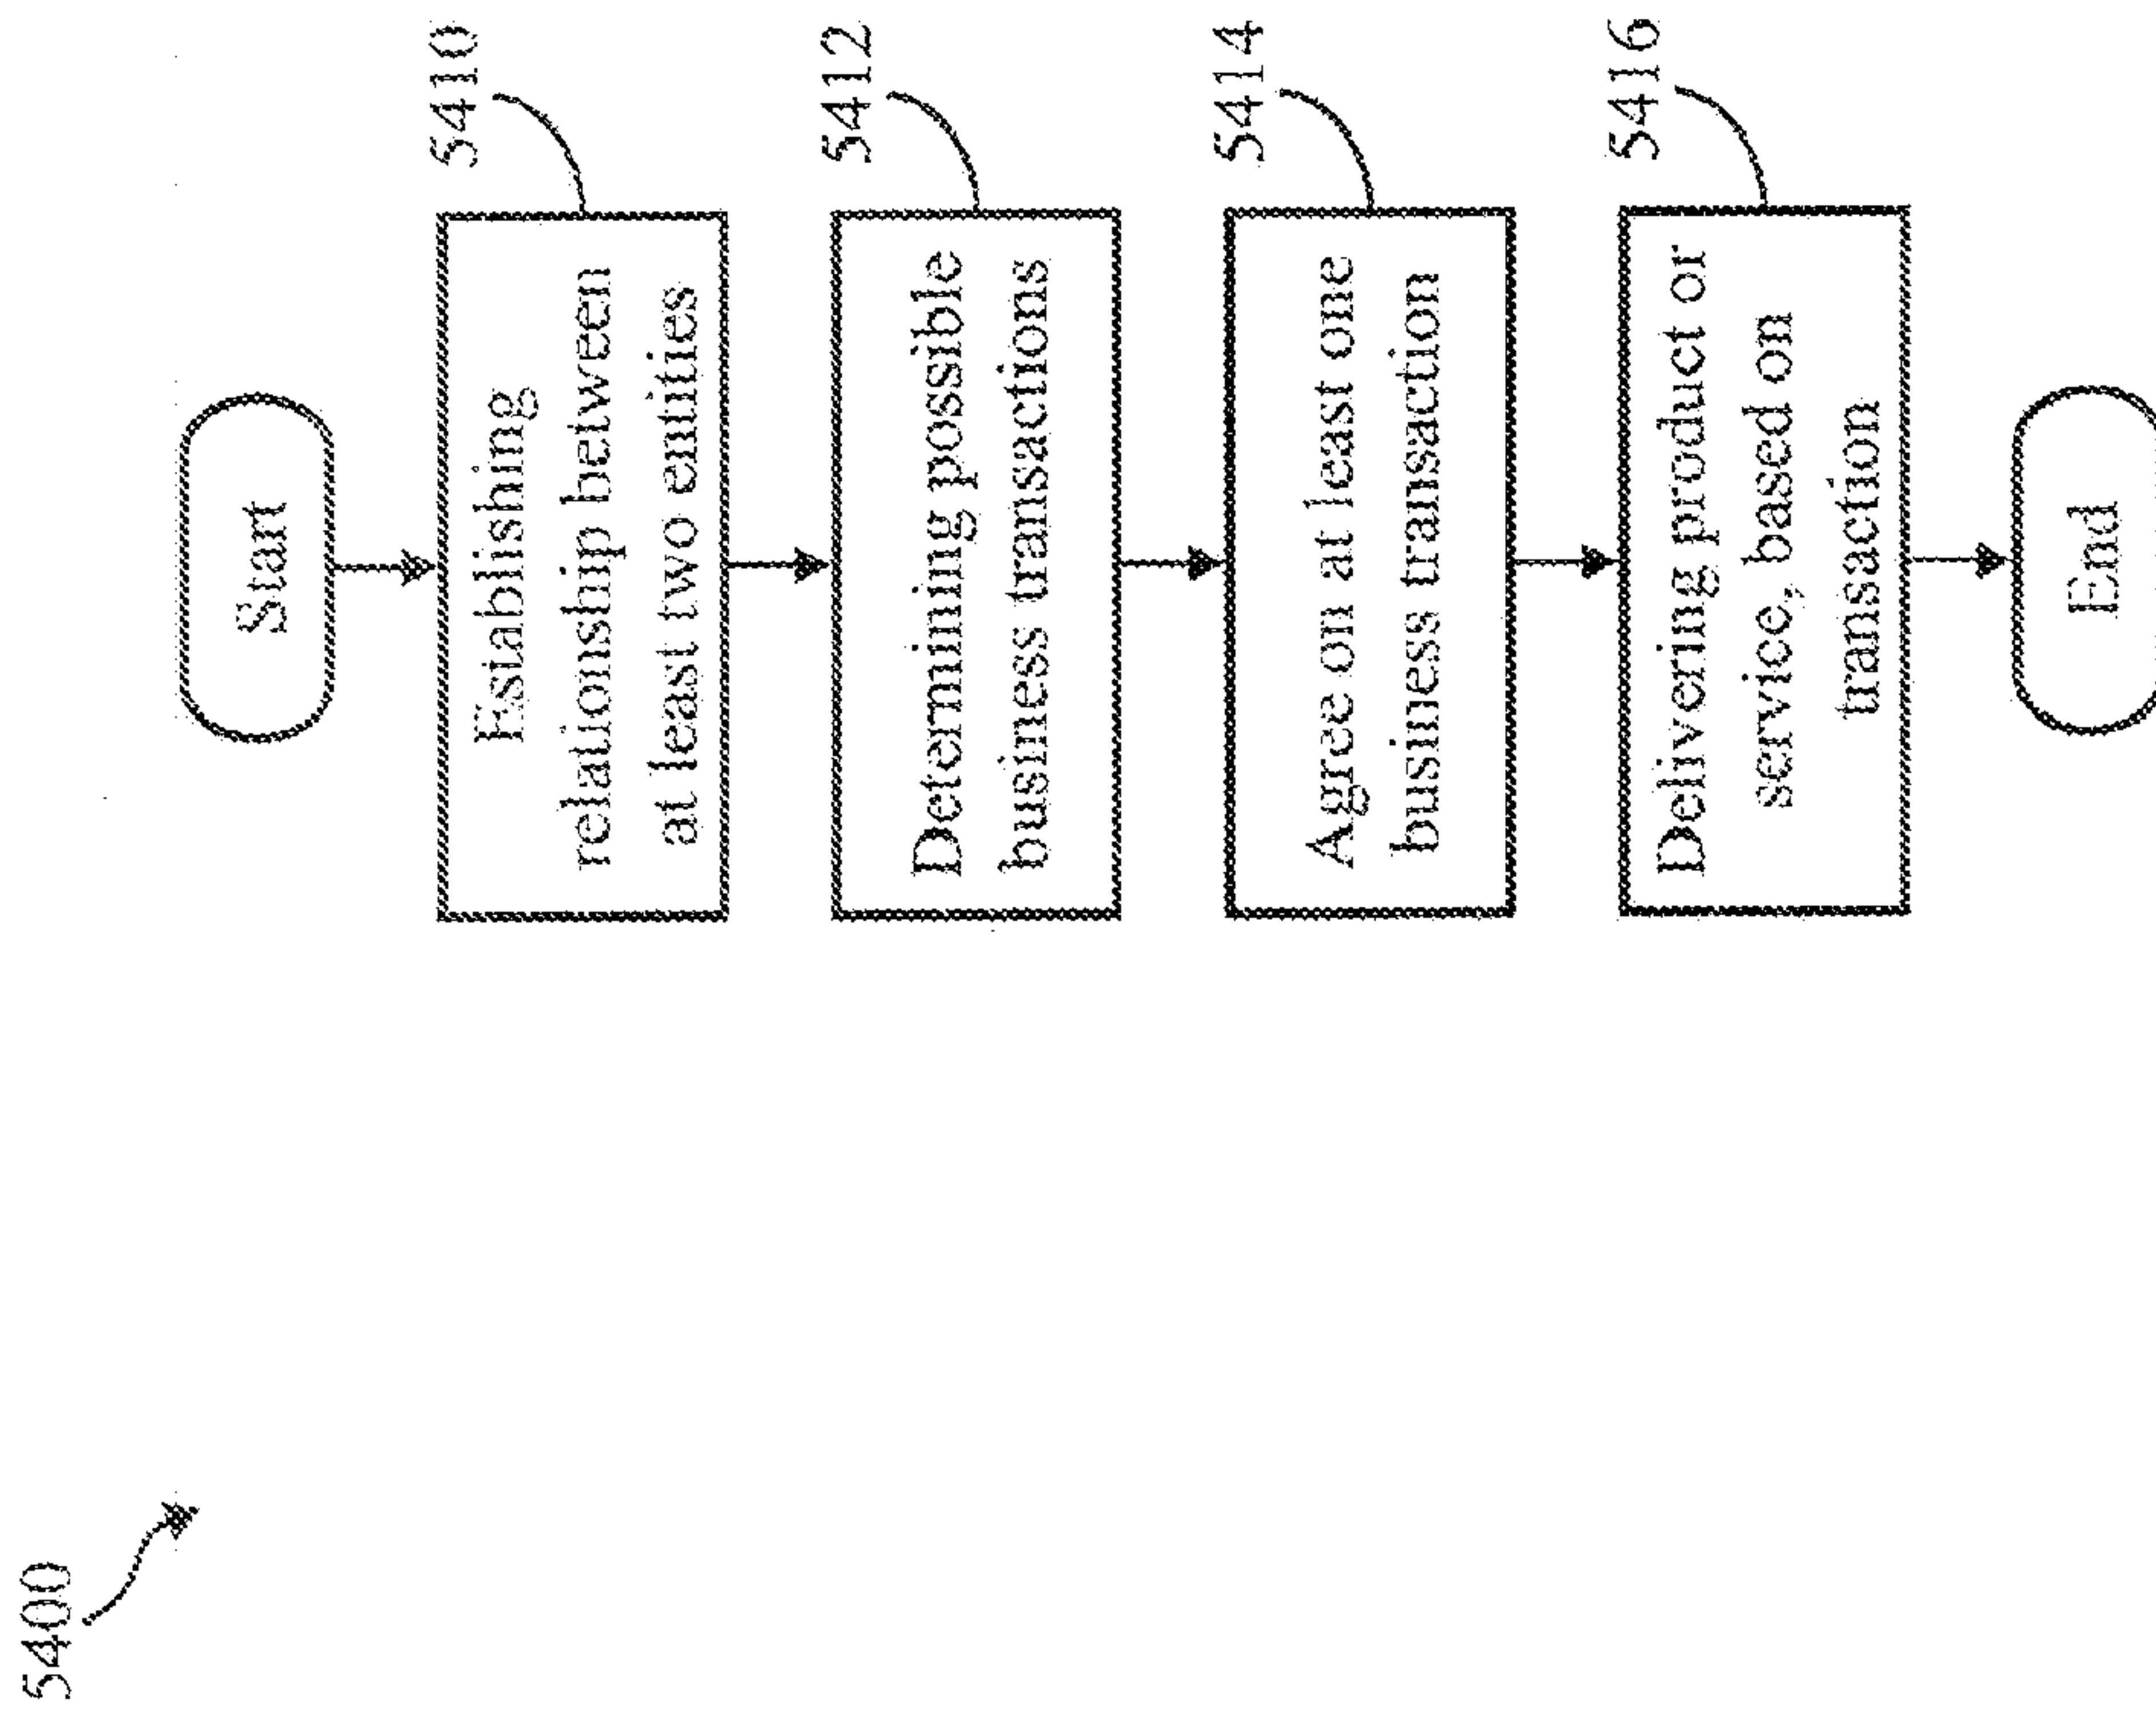 5400
Start
Establishing
relationship between
at least two entities
5410
Determining possible
business transactions
5412
Agree on at least one
business transaction
5414
Delivering product or
service, based on
transaction
5416
End